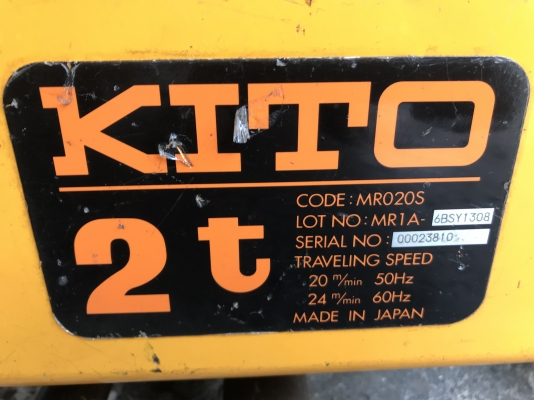 KITO
2t
CODE : MR020S
LOT NO : MR1A- 6BSY1308
SERIAL NO : 00023810
TRAVELING SPEED
20 m/min 50Hz
24 m/min 60Hz
MADE IN JAPAN